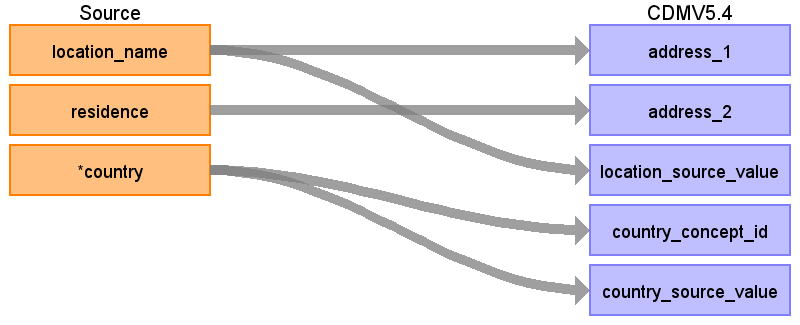 Source
CDMV5.4
location_name
address_1
residence
address_2
*country
location_source_value
country_concept_id
country_source_value